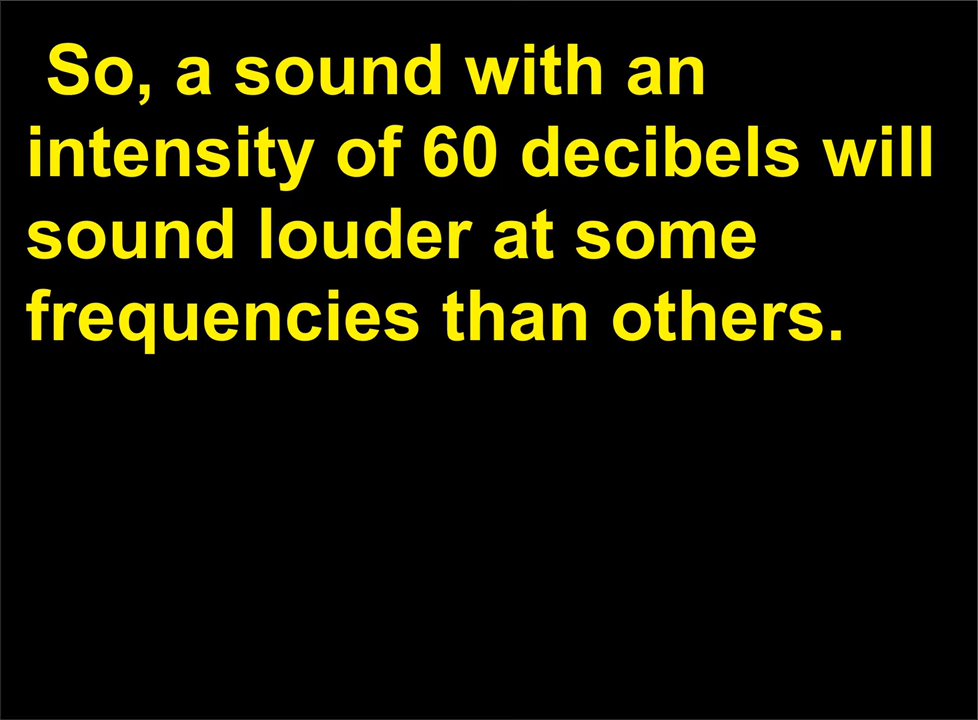 So, a sound with an
intensity of 60 decibels will
sound louder at some
frequencies than others.